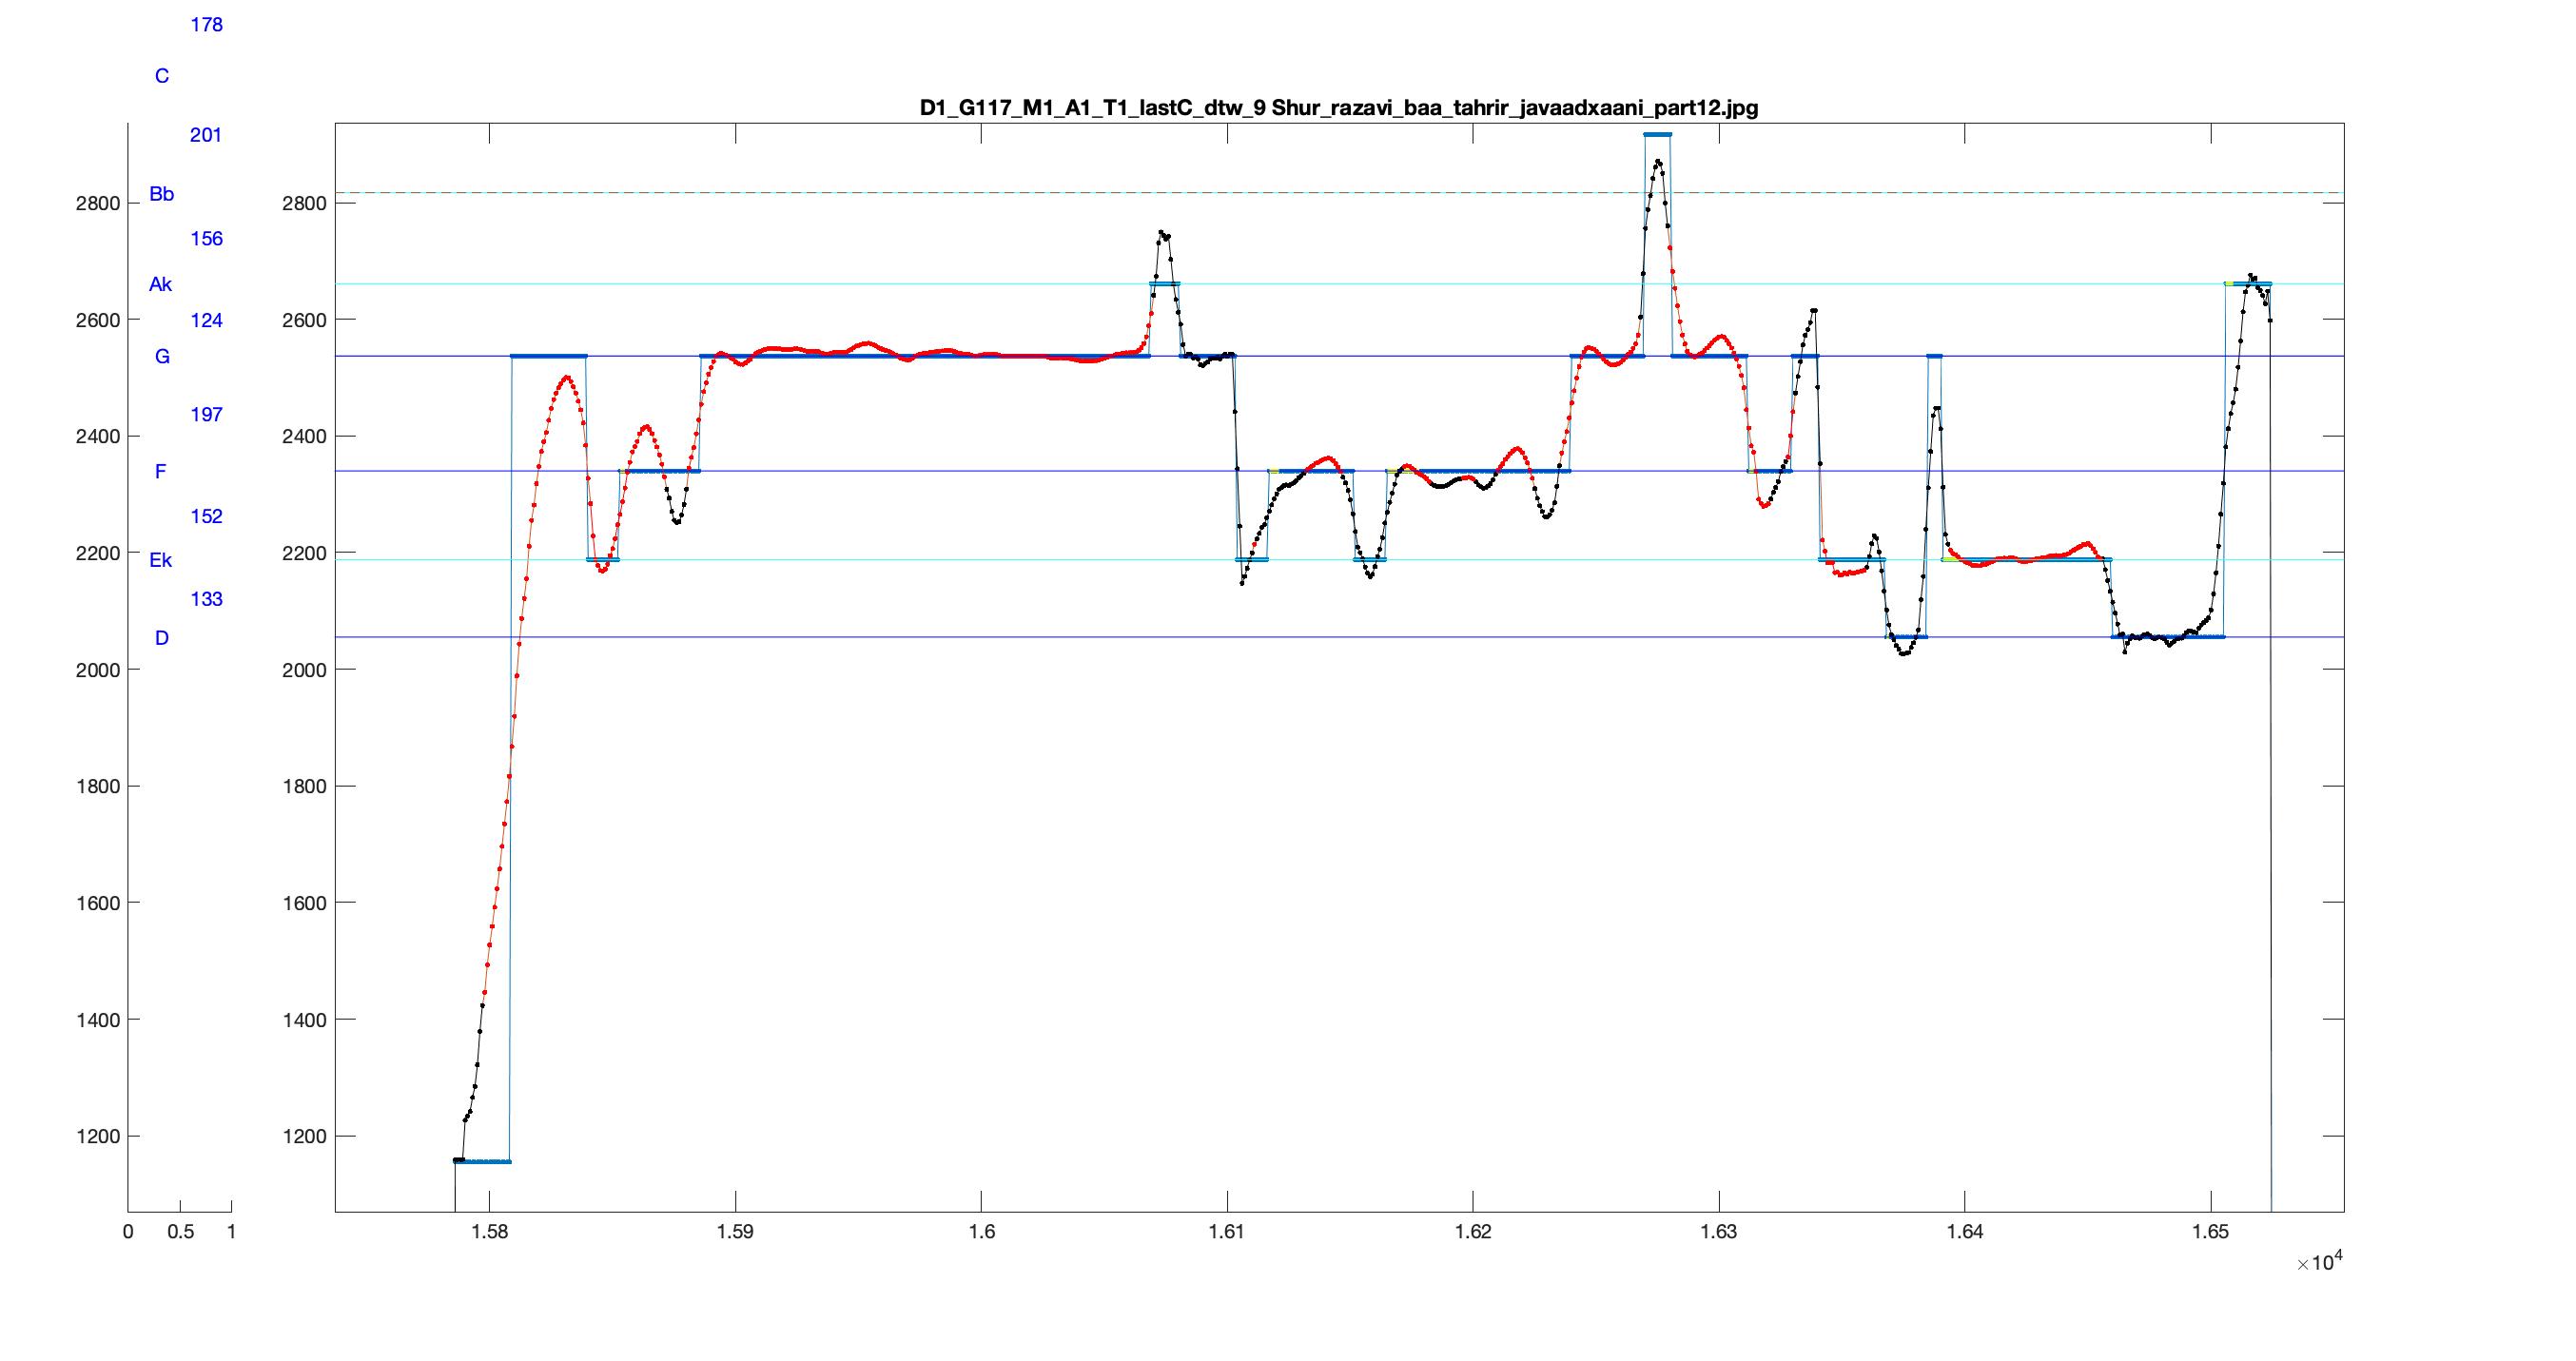 178
C
D1_G117_M1_A1_T1_lastC_dtw_9 Shur_razavi_baa_tahrir_javaadxaani_part12.jpg
201
2800 Bb 2800
156
Ak
2600 124 2600
G
197
2400 2400
F
152
2200 Ek 2200
133
D
2000 2000
1800 1800
1600 1600
1400 1400
1200 1200
0 0.5 1 1.58 1.59 1.6 1.61 1.62 1.63 1.64 1.65
×10⁴